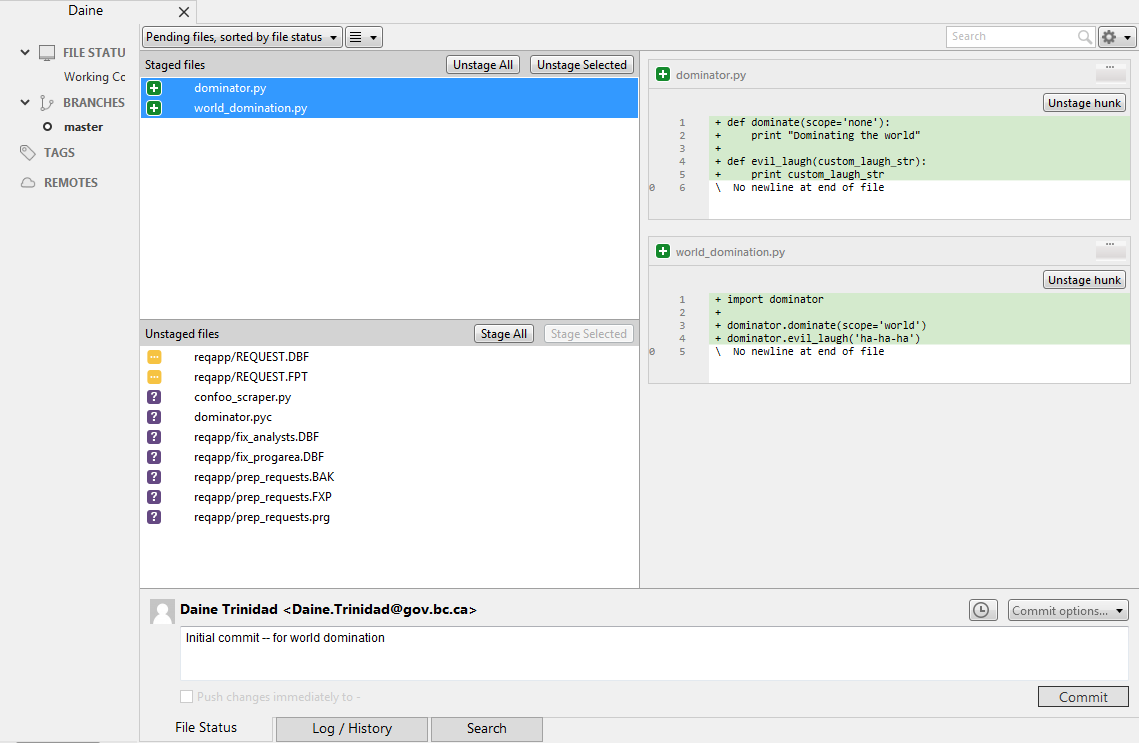 Daine
FILE STATU
Working Cc
BRANCHES
master
TAGS
REMOTES
Pending files, sorted by file status
Search
Staged files
Unstage All
Unstage Selected
dominator.py
world_domination.py
Unstaged files
Stage All
Stage Selected
reqapp/REQUEST.DBF
reqapp/REQUEST.FPT
confoo_scraper.py
dominator.pyc
reqapp/fix_analysts.DBF
reqapp/fix_progarea.DBF
reqapp/prep_requests.BAK
reqapp/prep_requests.FXP
reqapp/prep_requests.prg
dominator.py
Unstage hunk
1 + def dominate(scope='none'):
2 + print "Dominating the world"
3 +
4 + def evil_laugh(custom_laugh_str):
5 + print custom_laugh_str
0 6 \ No newline at end of file
world_domination.py
Unstage hunk
1 + import dominator
2 +
3 + dominator.dominate(scope='world')
4 + dominator.evil_laugh('ha-ha-ha')
0 5 \ No newline at end of file
Daine Trinidad <Daine.Trinidad@gov.bc.ca>
Commit options...
Initial commit -- for world domination
Push changes immediately to -
Commit
File Status
Log / History
Search